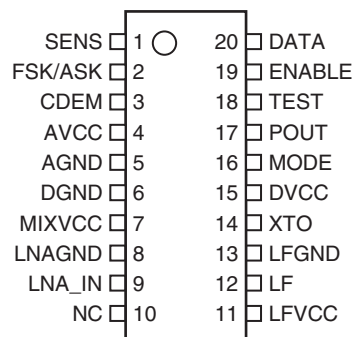 SENS 1 20 DATA
FSK/ASK 2 19 ENABLE
CDEM 3 18 TEST
AVCC 4 17 POUT
AGND 5 16 MODE
DGND 6 15 DVCC
MIXVCC 7 14 XTO
LNAGND 8 13 LFGND
LNA_IN 9 12 LF
NC 10 11 LFVCC